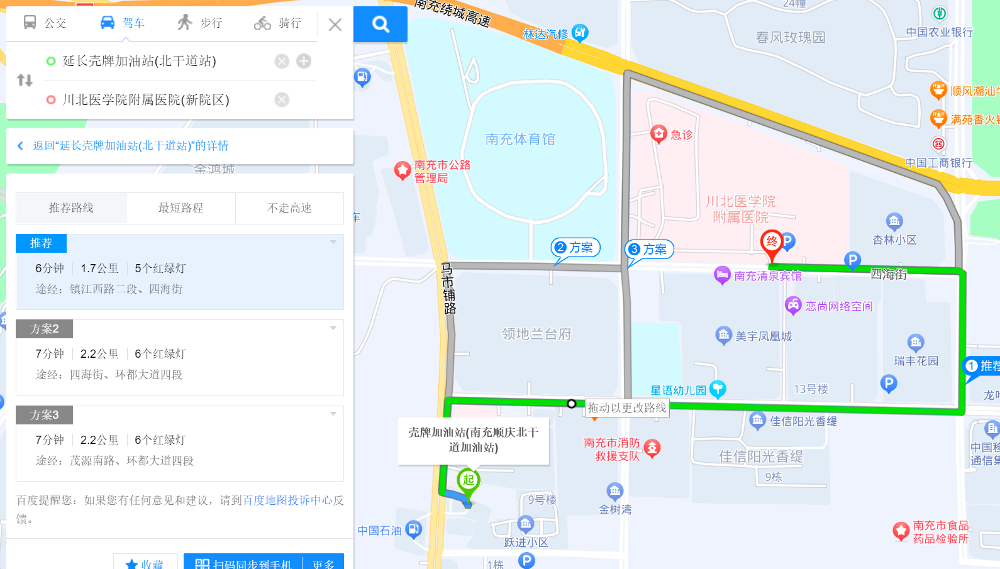 公交
驾车
步行
骑行
延长壳牌加油站(北干道站)
川北医学院附属医院(新院区)
返回“延长壳牌加油站(北干道站)”的详情
金鸿城
推荐路线
最短路程
不走高速
推荐
6分钟 1.7公里 5个红绿灯
途经：镇江西路二段、四海街
方案2
7分钟 2.2公里 6个红绿灯
途经：四海街、环都大道四段
方案3
7分钟 2.2公里 6个红绿灯
途经：茂源南路、环都大道四段
百度提醒您：如果您有任何意见和建议，请到百度地图投诉中心反
馈。
收藏
扫码同步到手机
更多
南充绕城高速
林达汽修
24幢
春风玫瑰园
中国农业银行
顺风潮汕牛
满苑香火锅
中国工商银行
南充体育馆
急诊
南充市公路
管理局
车
川北医学院
附属医院
杏林小区
2 方案
3 方案
终
P
P
马市铺路
四海街
南充清泉宾馆
恋尚网络空间
领地兰台府
美宇凤凰城
瑞丰花园
1 推荐
P
13号楼
星语幼儿园
龙吟
拖动以更改路线
佳信阳光香缇
壳牌加油站(南充顺庆北干
道加油站)
南充市消防
救援支队
佳信阳光香缇
中国移
通信集
9栋
起
9号楼
金树湾
中国石油
跃进小区
南充市食品
药品检验所
1栋
P